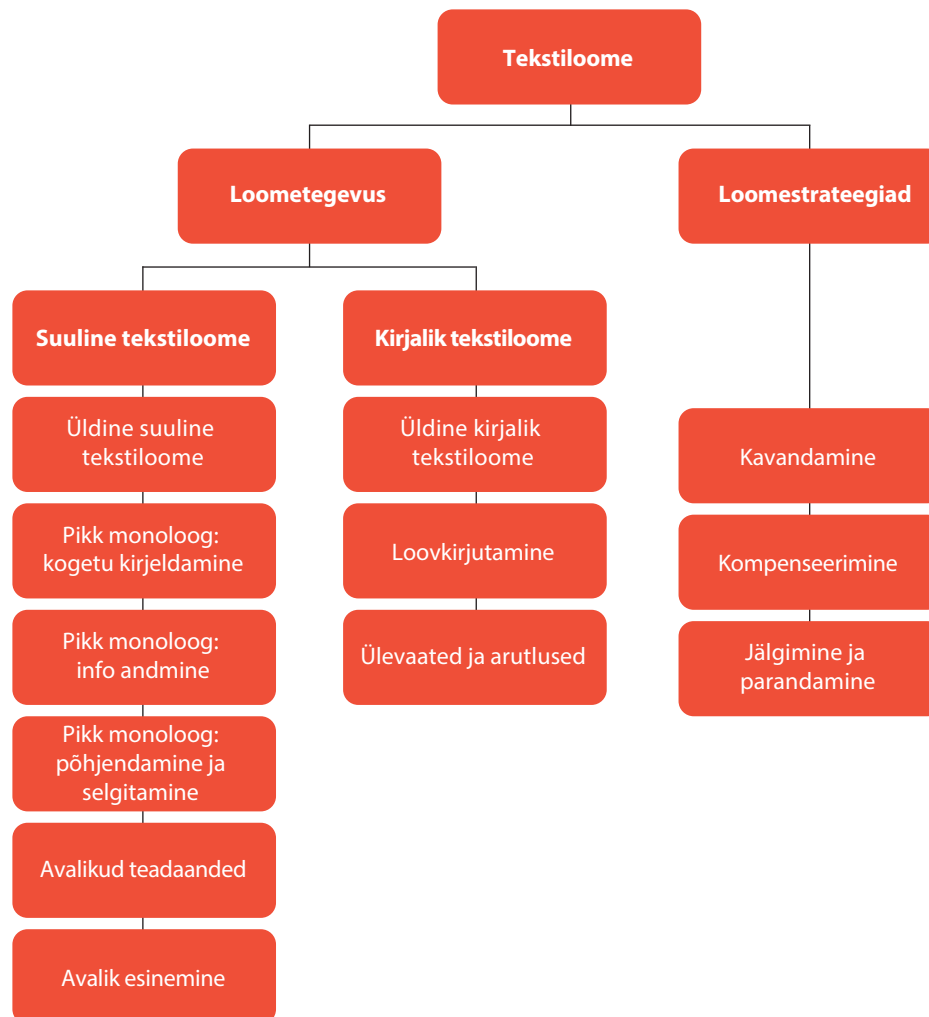 Tekstiloome
Loometegevus
Loomestrateegiad
Suuline tekstiloome
Kirjalik tekstiloome
Üldine suuline
tekstiloome
Üldine kirjalik
tekstiloome
Kavandamine
Pikk monoloog:
kogetu kirjeldamine
Loovkirjutamine
Kompenseerimine
Pikk monoloog:
info andmine
Ülevaated ja arutlused
Jälgimine ja
parandamine
Pikk monoloog:
põhjendamine ja
selgitamine
Avalikud teadaanded
Avalik esinemine